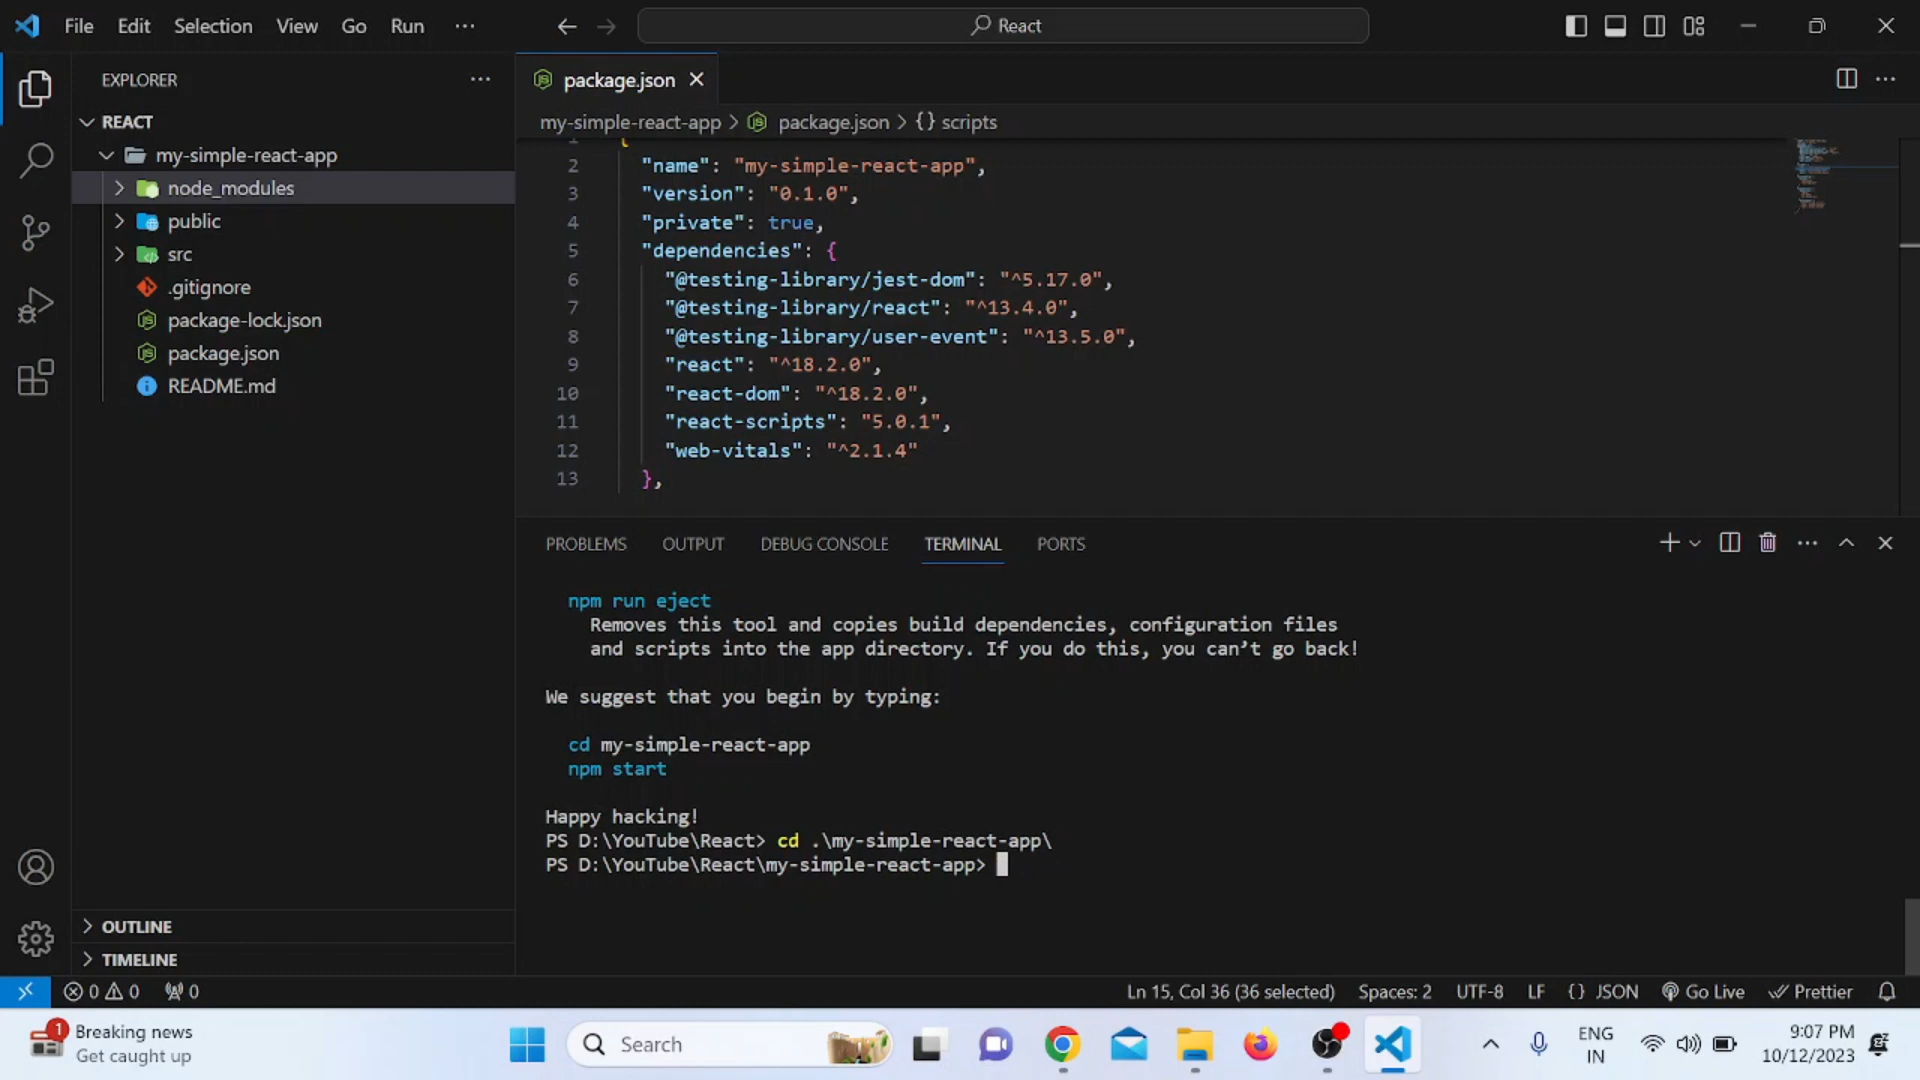 File Edit Selection View Go Run ···
React
EXPLORER
REACT
my-simple-react-app
node_modules
public
src
.gitignore
package-lock.json
package.json
README.md
OUTLINE
TIMELINE
package.json
my-simple-react-app > package.json > {} scripts
1 {
2 "name": "my-simple-react-app",
3 "version": "0.1.0",
4 "private": true,
5 "dependencies": {
6 "@testing-library/jest-dom": "^5.17.0",
7 "@testing-library/react": "^13.4.0",
8 "@testing-library/user-event": "^13.5.0",
9 "react": "^18.2.0",
10 "react-dom": "^18.2.0",
11 "react-scripts": "5.0.1",
12 "web-vitals": "^2.1.4"
13 },
PROBLEMS OUTPUT DEBUG CONSOLE TERMINAL PORTS
npm run eject
Removes this tool and copies build dependencies, configuration files
and scripts into the app directory. If you do this, you can’t go back!
We suggest that you begin by typing:
cd my-simple-react-app
npm start
Happy hacking!
PS D:\YouTube\React> cd .\my-simple-react-app\
PS D:\YouTube\React\my-simple-react-app>
0 0 0
Ln 15, Col 36 (36 selected) Spaces: 2 UTF-8 LF {} JSON Go Live Prettier
1
Breaking news
Get caught up
Search
ENG
IN
9:07 PM
10/12/2023